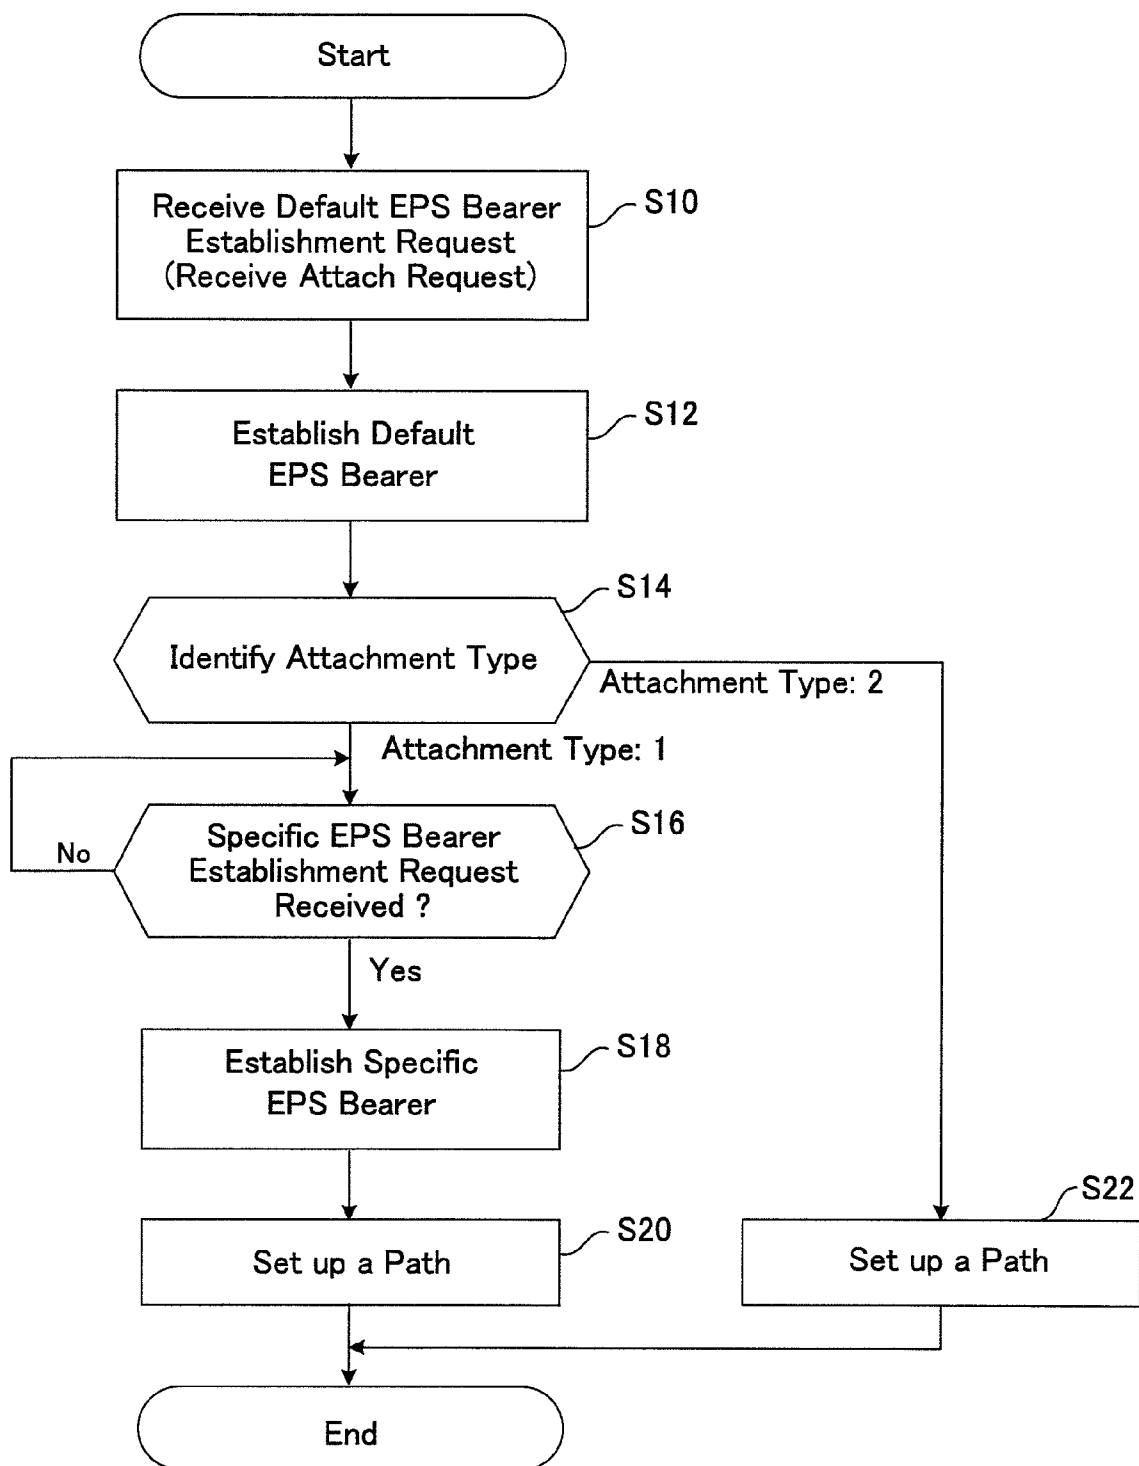 Start
Receive Default EPS Bearer
Establishment Request
(Receive Attach Request)
S10
Establish Default
EPS Bearer
S12
S14
Identify Attachment Type
Attachment Type: 2
Attachment Type: 1
S16
Specific EPS Bearer
Establishment Request
Received ?
No
Yes
S18
Establish Specific
EPS Bearer
S20
Set up a Path
S22
Set up a Path
End